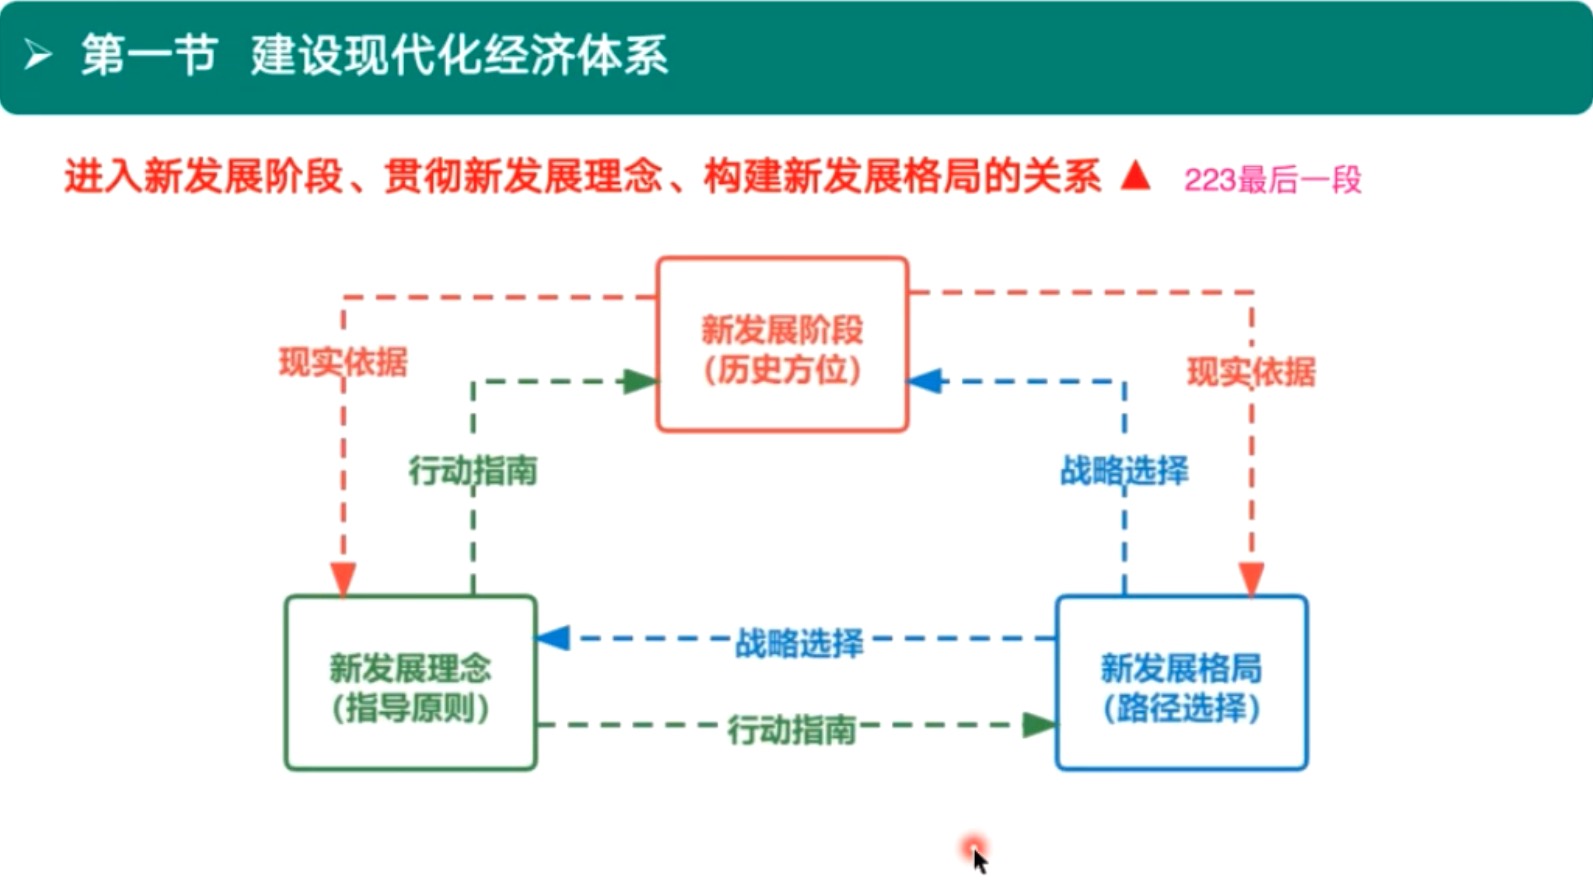 第一节 建设现代化经济体系
进入新发展阶段、贯彻新发展理念、构建新发展格局的关系 ▲ 223最后一段
新发展阶段
（历史方位）
现实依据
现实依据
行动指南
战略选择
新发展理念
（指导原则）
战略选择
行动指南
新发展格局
（路径选择）